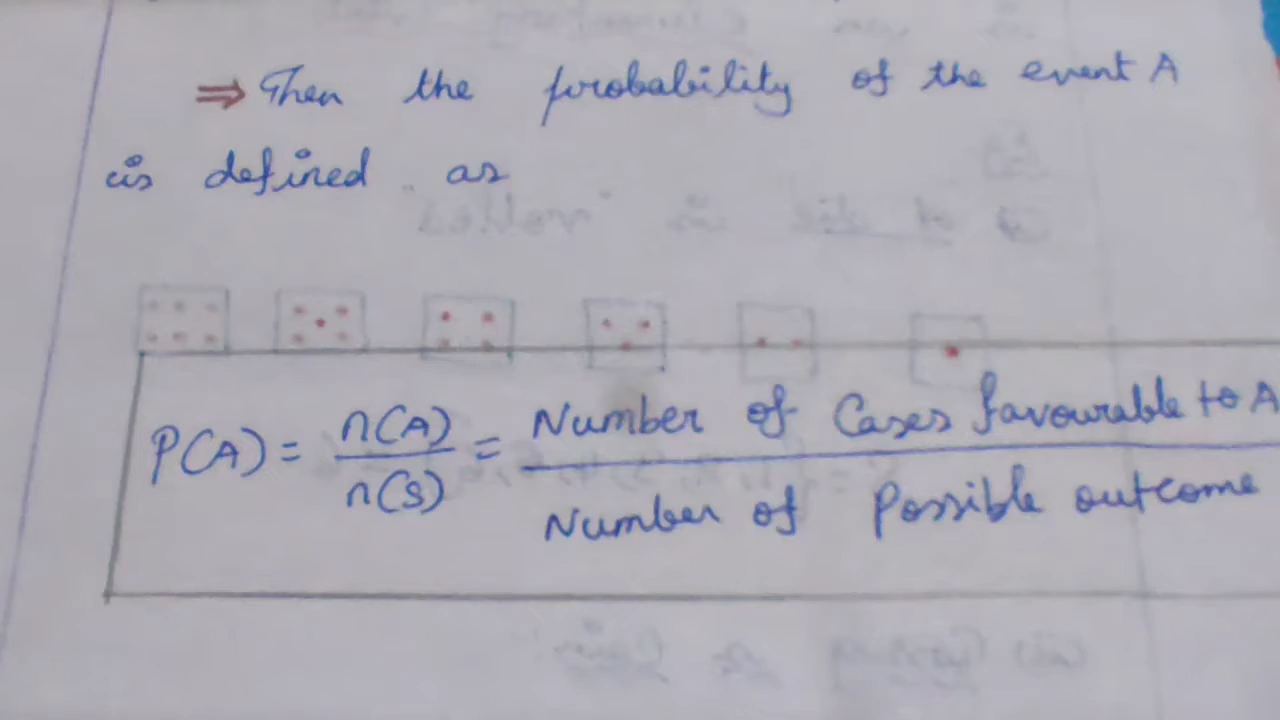 ⇒ Then the probability of the event A
is defined as
P(A) = n(A)/n(S) = Number of Cases favourable to A / Number of Possible outcome